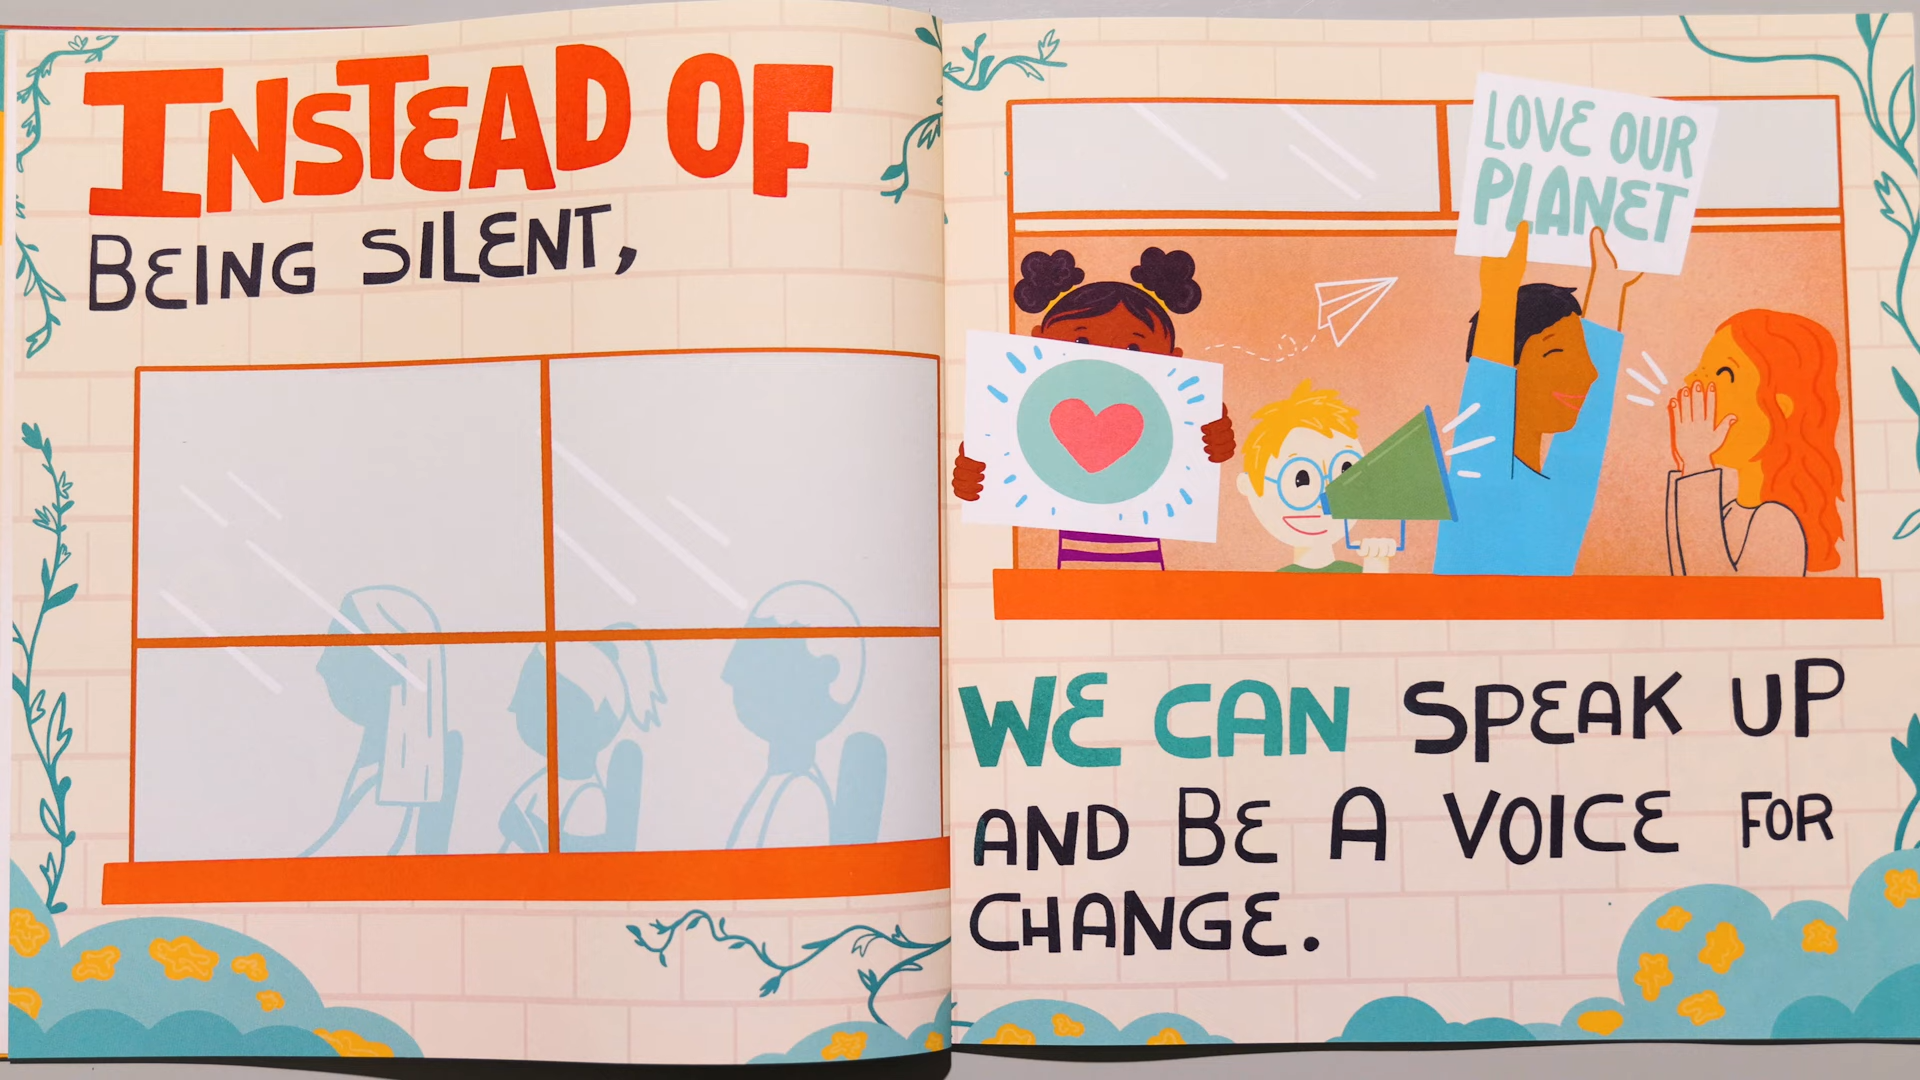 INSTEAD OF
BEING SILENT,
LOVE OUR
PLANET
WE CAN SPEAK UP
AND BE A VOICE FOR
CHANGE.